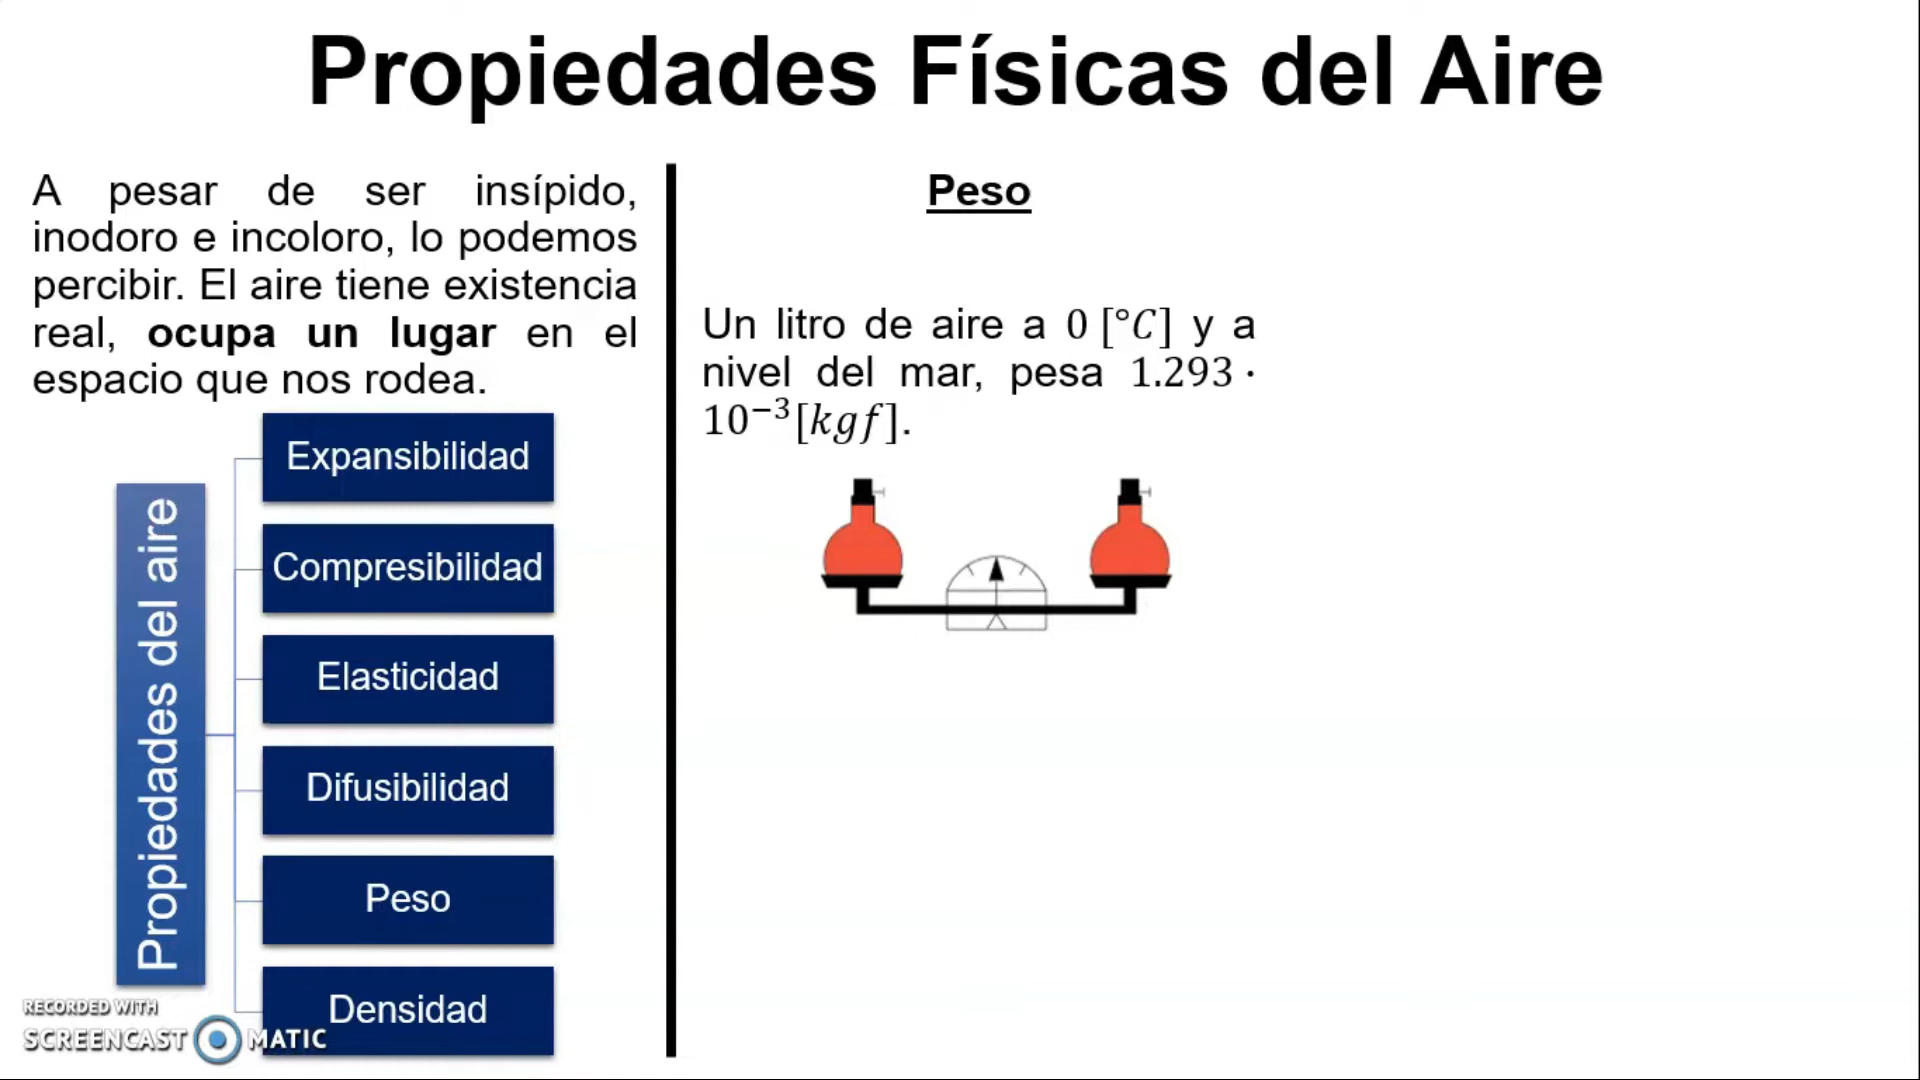 Propiedades Físicas del Aire
A pesar de ser insípido,
inodoro e incoloro, lo podemos
percibir. El aire tiene existencia
real, ocupa un lugar en el
espacio que nos rodea.
Propiedades del aire
Expansibilidad
Compresibilidad
Elasticidad
Difusibilidad
Peso
Densidad
Peso
Un litro de aire a 0 [°C] y a
nivel del mar, pesa 1.293 ·
10⁻³[kgf].
RECORDED WITH
SCREENCAST MATIC